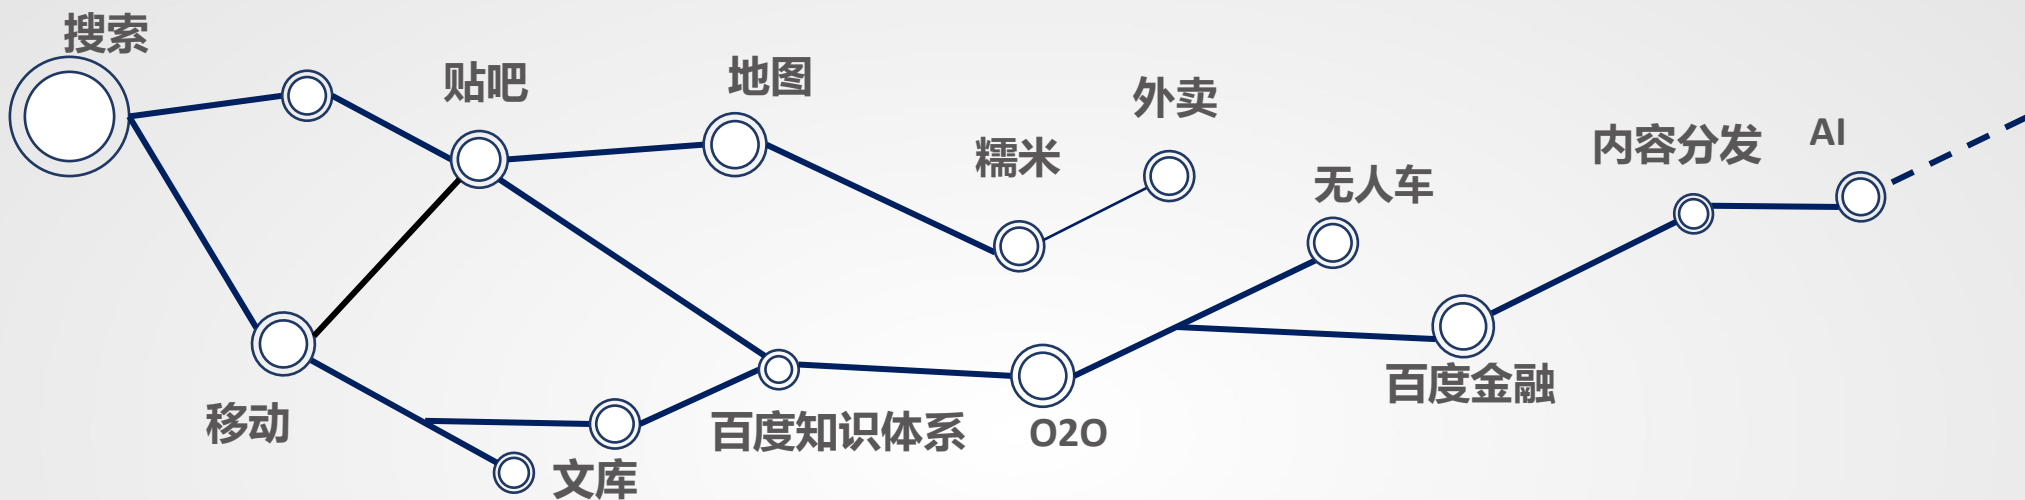 搜索
贴吧
地图
外卖
糯米
无人车
内容分发
AI
移动
文库
百度知识体系
O2O
百度金融